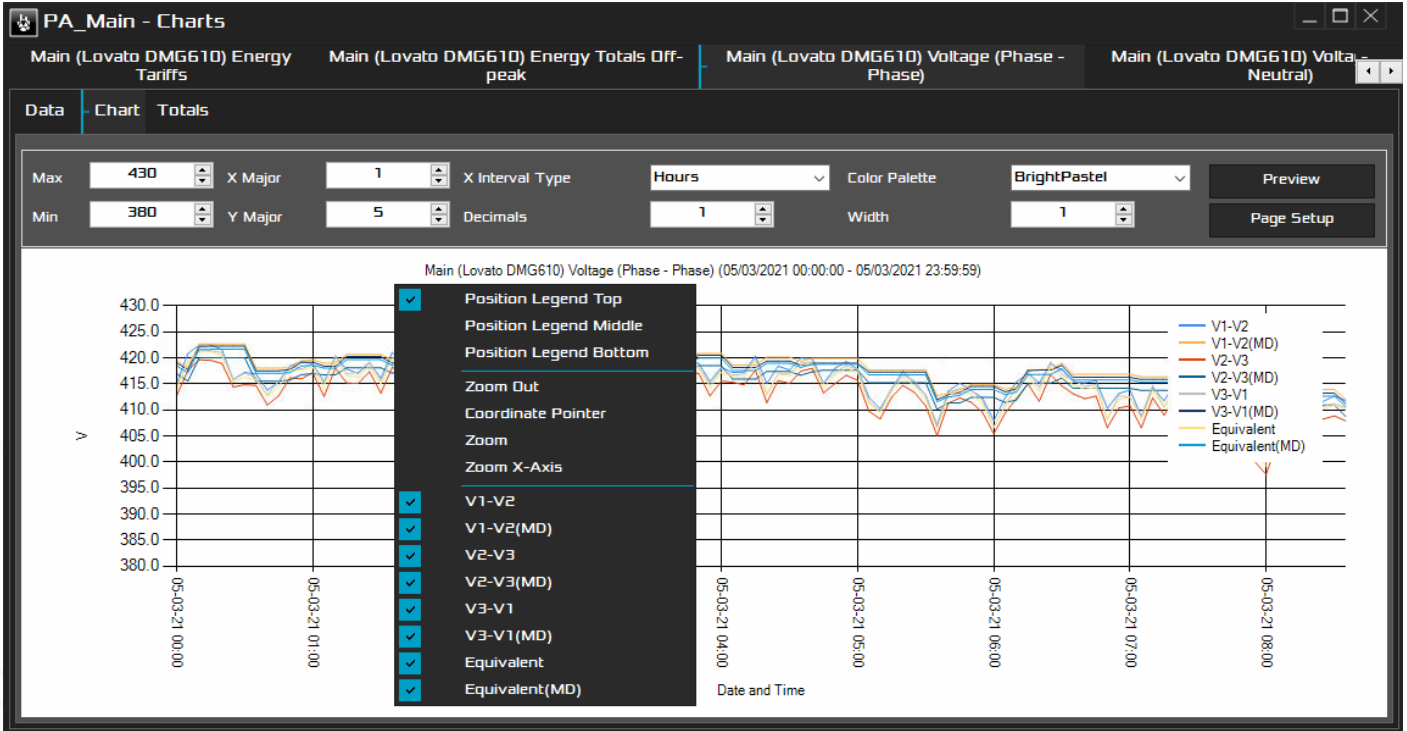 PA_Main - Charts
Main (Lovato DMG610) Energy Tariffs
Main (Lovato DMG610) Energy Totals Off-peak
Main (Lovato DMG610) Voltage (Phase - Phase)
Main (Lovato DMG610) Neutral)
Data Chart Totals
Max 430 X Major 1 X Interval Type Hours Color Palette BrightPastel Preview
Min 380 Y Major 5 Decimals 1 Width 1 Page Setup
Main (Lovato DMG610) Voltage (Phase - Phase) (05/03/2021 00:00:00 - 05/03/2021 23:59:59)
430.0
425.0
420.0
415.0
410.0
405.0
400.0
395.0
390.0
385.0
380.0
V
Position Legend Top
Position Legend Middle
Position Legend Bottom
Zoom Out
Coordinate Pointer
Zoom
Zoom X-Axis
V1-V2
V1-V2(MD)
V2-V3
V2-V3(MD)
V3-V1
V3-V1(MD)
Equivalent
Equivalent(MD)
V1-V2
V1-V2(MD)
V2-V3
V2-V3(MD)
V3-V1
V3-V1(MD)
Equivalent
Equivalent(MD)
05-03-21 00:00
05-03-21 01:00
05-03-21 04:00
05-03-21 05:00
05-03-21 06:00
05-03-21 07:00
05-03-21 08:00
Date and Time